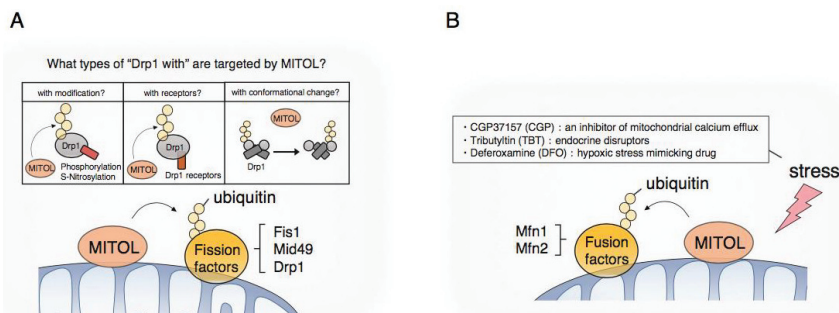 A
What types of “Drp1 with” are targeted by MITOL?
with modification?
with receptors?
with conformational change?
Drp1
MITOL
Phosphorylation
S-Nitrosylation
Drp1
MITOL
Drp1 receptors
MITOL
Drp1
ubiquitin
MITOL
Fission
factors
Fis1
Mid49
Drp1
B
・CGP37157 (CGP) : an inhibitor of mitochondrial calcium efflux
・Tributyltin (TBT) : endocrine disruptors
・Deferoxamine (DFO) : hypoxic stress mimicking drug
stress
ubiquitin
Mfn1
Mfn2
Fusion
factors
MITOL